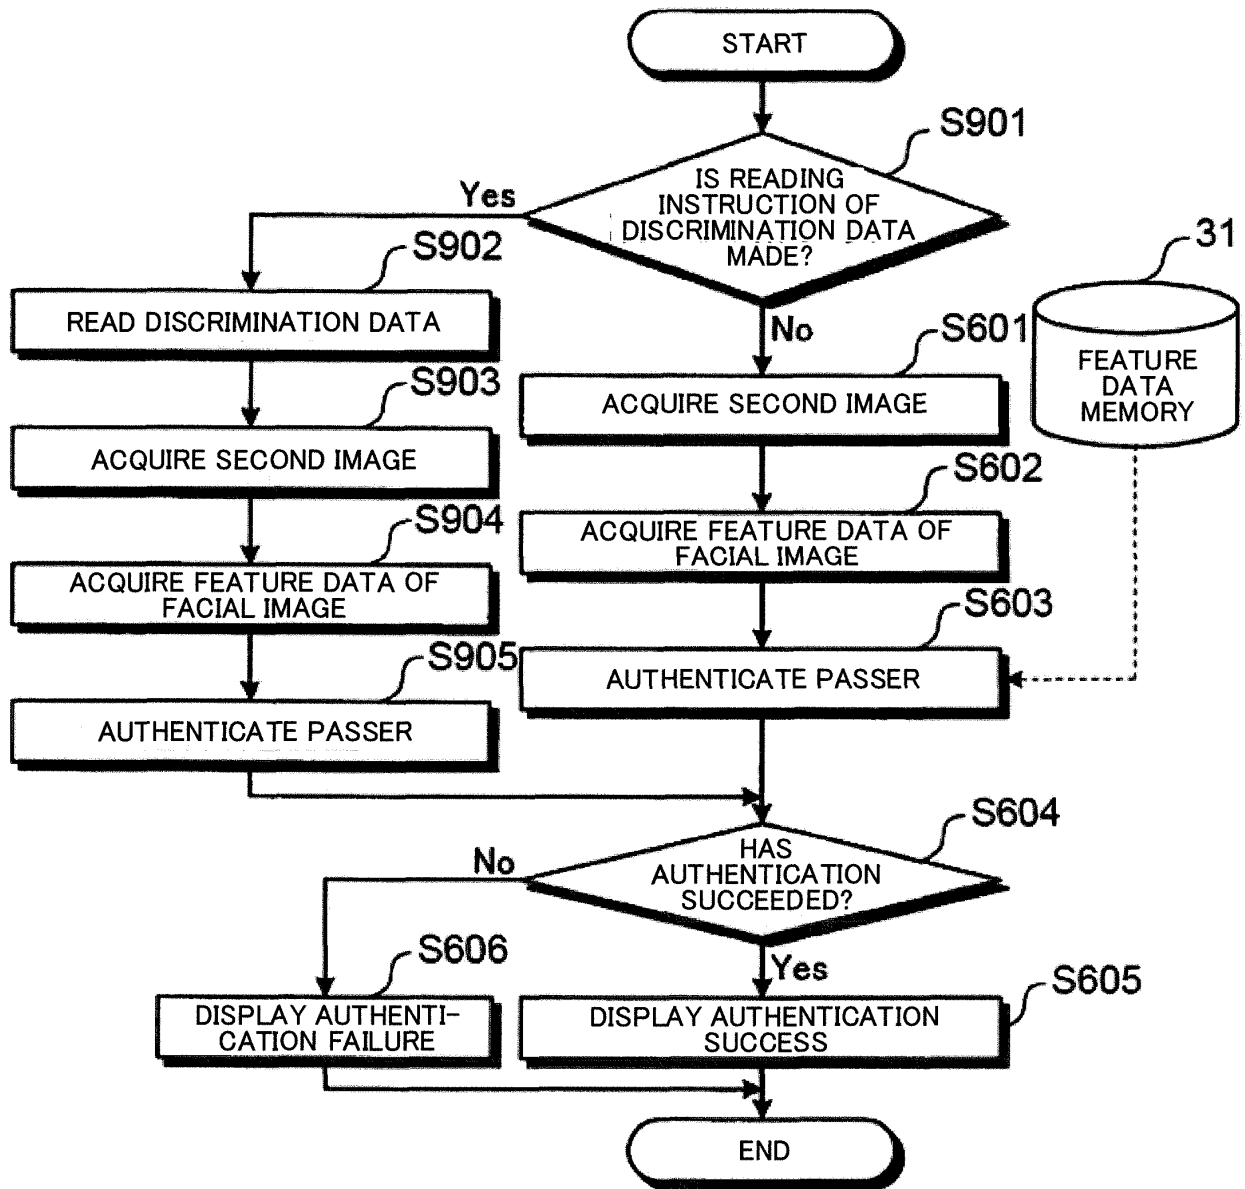 START
S901
IS READING
INSTRUCTION OF
DISCRIMINATION DATA
MADE?
Yes
No
S902
READ DISCRIMINATION DATA
S903
ACQUIRE SECOND IMAGE
S904
ACQUIRE FEATURE DATA OF
FACIAL IMAGE
S905
AUTHENTICATE PASSER
S601
ACQUIRE SECOND IMAGE
S602
ACQUIRE FEATURE DATA OF
FACIAL IMAGE
S603
AUTHENTICATE PASSER
31
FEATURE
DATA
MEMORY
S604
HAS
AUTHENTICATION
SUCCEEDED?
No
Yes
S606
DISPLAY AUTHENTI-
CATION FAILURE
S605
DISPLAY AUTHENTICATION
SUCCESS
END